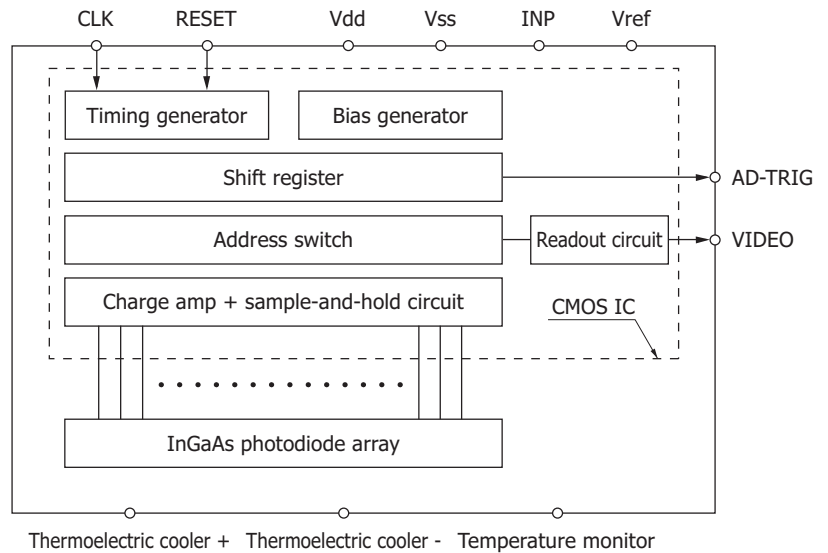 CLK RESET Vdd Vss INP Vref
Timing generator Bias generator
Shift register AD-TRIG
Address switch Readout circuit VIDEO
Charge amp + sample-and-hold circuit
CMOS IC
InGaAs photodiode array
Thermoelectric cooler + Thermoelectric cooler - Temperature monitor